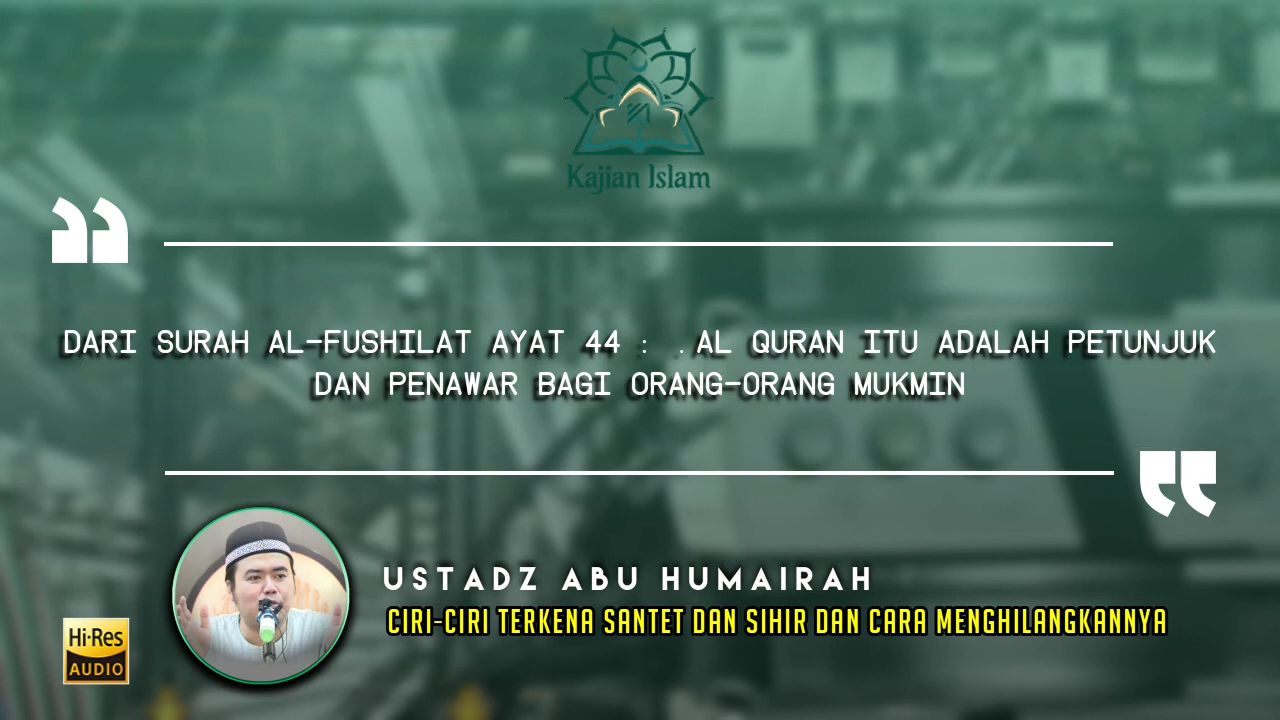 Kajian Islam
DARI SURAH AL-FUSHILAT AYAT 44 : .AL QURAN ITU ADALAH PETUNJUK
DAN PENAWAR BAGI ORANG-ORANG MUKMIN
USTADZ ABU HUMAIRAH
CIRI-CIRI TERKENA SANTET DAN SIHIR DAN CARA MENGHILANGKANNYA
Hi-Res
AUDIO